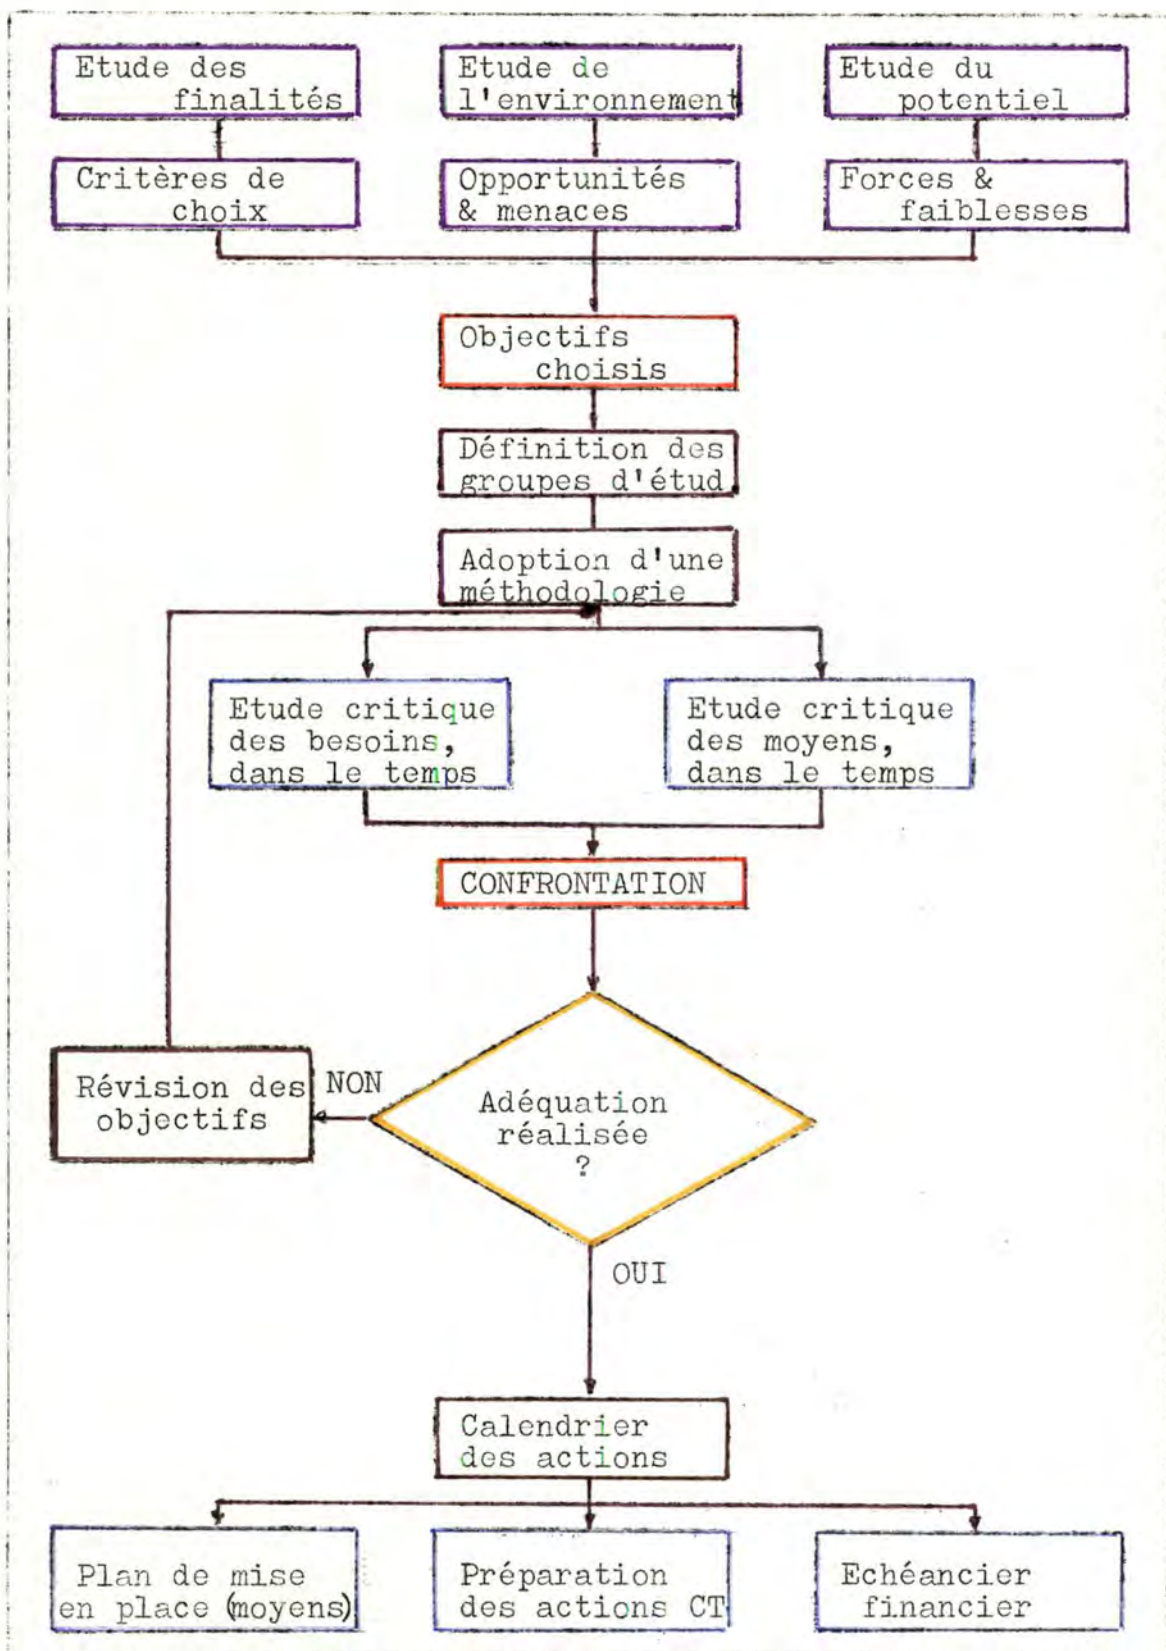 Etude des
finalités
Etude de
l'environnement
Etude du
potentiel
Critères de
choix
Opportunités
& menaces
Forces &
faiblesses
Objectifs
choisis
Définition des
groupes d'étud
Adoption d'une
méthodologie
Etude critique
des besoins,
dans le temps
Etude critique
des moyens,
dans le temps
CONFRONTATION
Révision des
objectifs
NON
Adéquation
réalisée
?
OUI
Calendrier
des actions
Plan de mise
en place (moyens)
Préparation
des actions CT
Echéancier
financier